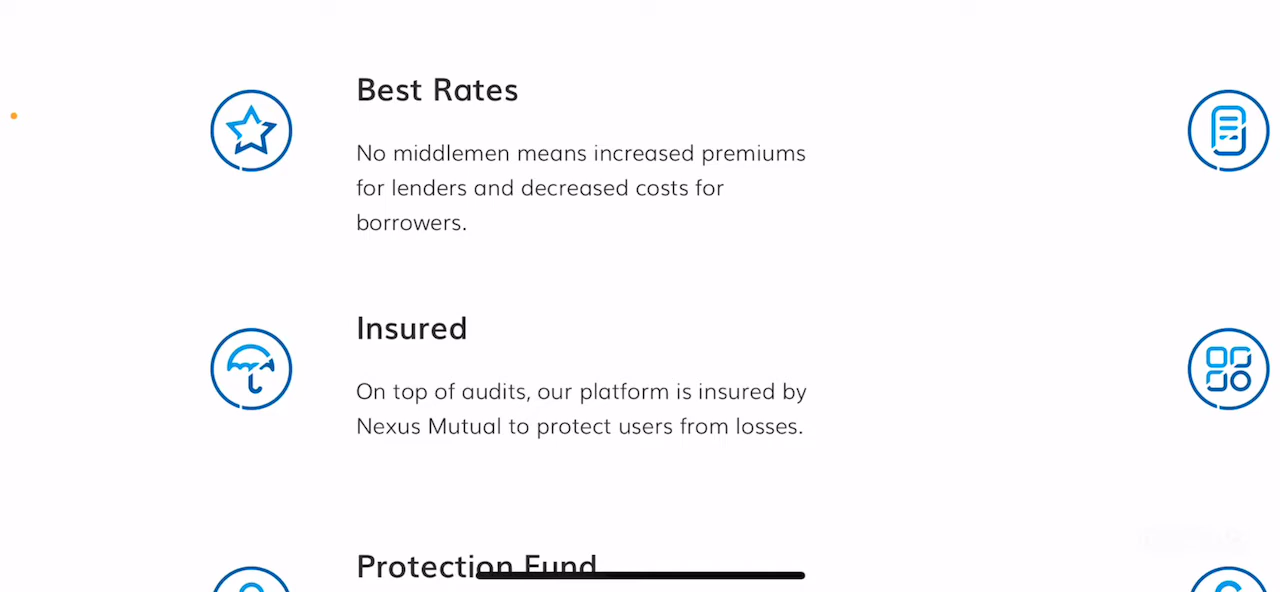 Best Rates
No middlemen means increased premiums
for lenders and decreased costs for
borrowers.
Insured
On top of audits, our platform is insured by
Nexus Mutual to protect users from losses.
Protection Fund